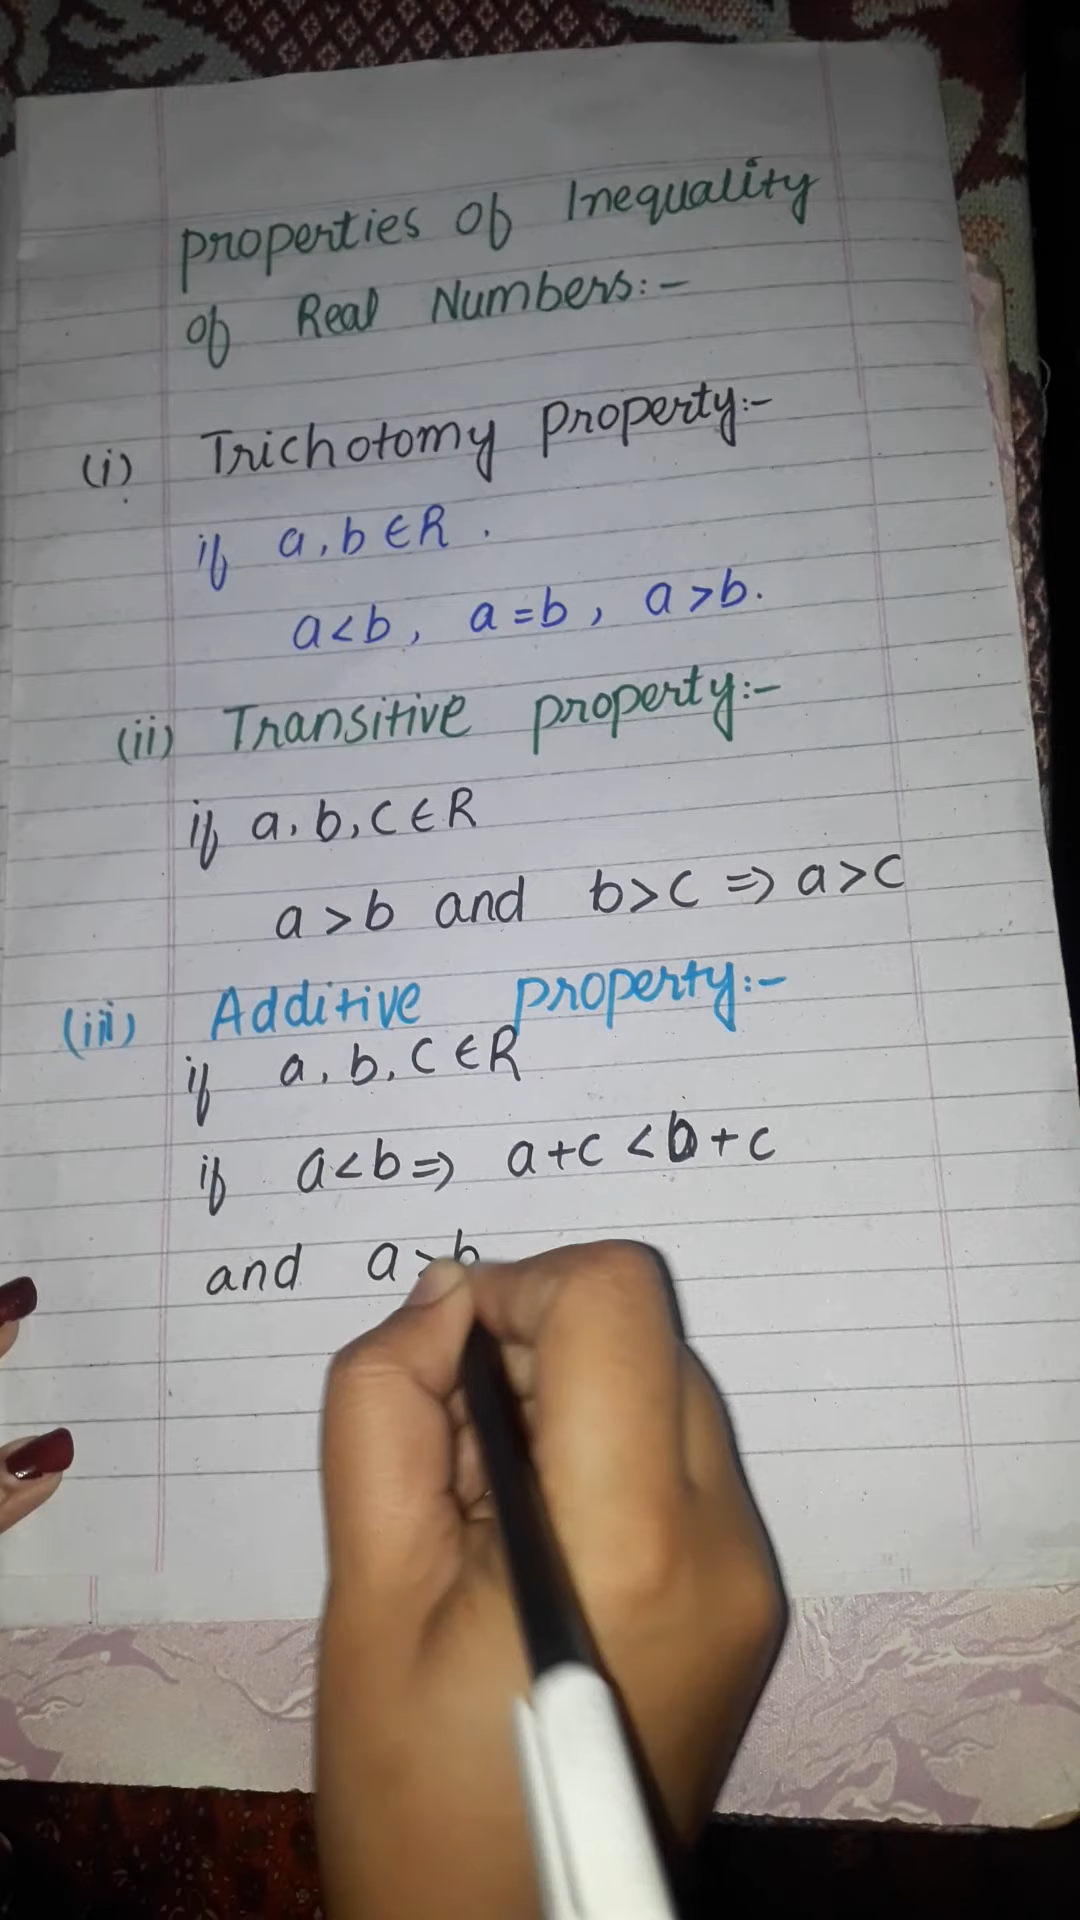 properties of Inequality
of Real Numbers:-
(i) Trichotomy property:-
if a, b ∈ R.
a<b, a=b, a>b.
(ii) Transitive property:-
if a, b, c ∈ R
a>b and b>c ⇒ a>c
(iii) Additive property:-
if a, b, c ∈ R
if a<b ⇒ a+c <b+c
and a>b